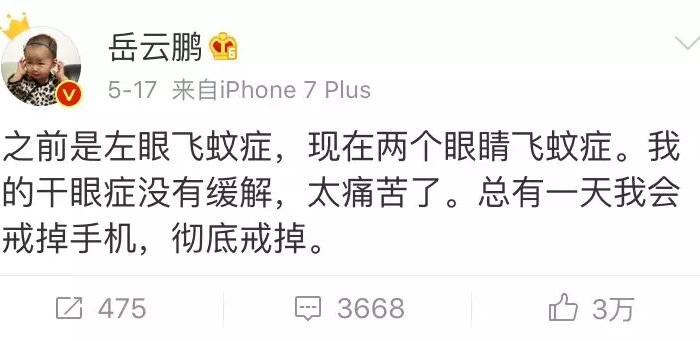 岳云鹏
5-17 来自iPhone 7 Plus
之前是左眼飞蚊症，现在两个眼睛飞蚊症。我
的干眼症没有缓解，太痛苦了。总有一天我会
戒掉手机，彻底戒掉。
475 3668 3万